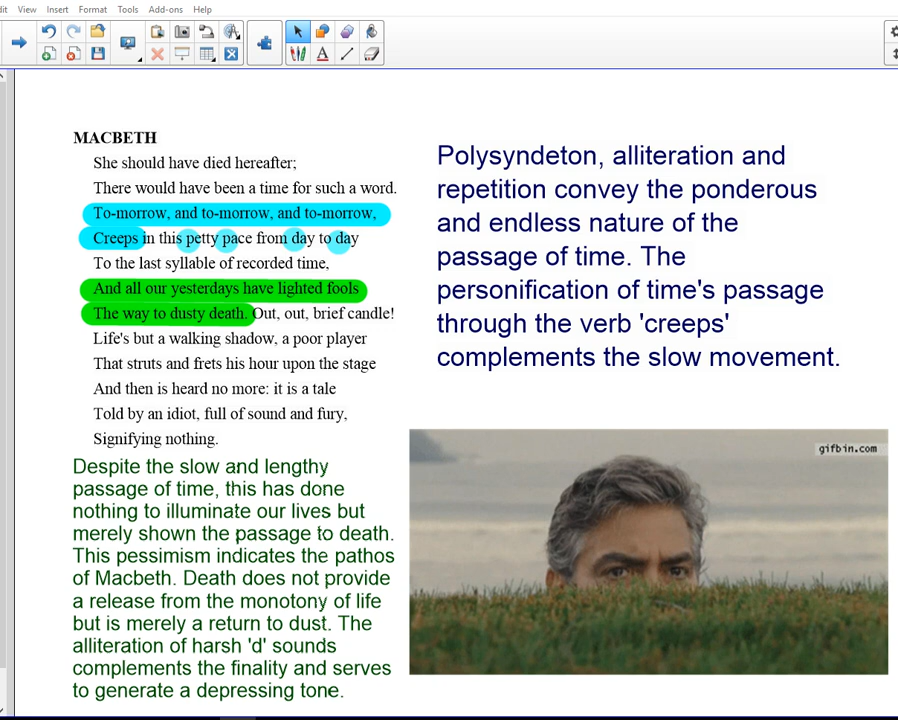 dit View Insert Format Tools Add-ons Help
MACBETH
She should have died hereafter;
There would have been a time for such a word.
To-morrow, and to-morrow, and to-morrow,
Creeps in this petty pace from day to day
To the last syllable of recorded time,
And all our yesterdays have lighted fools
The way to dusty death. Out, out, brief candle!
Life's but a walking shadow, a poor player
That struts and frets his hour upon the stage
And then is heard no more: it is a tale
Told by an idiot, full of sound and fury,
Signifying nothing.
Despite the slow and lengthy
passage of time, this has done
nothing to illuminate our lives but
merely shown the passage to death.
This pessimism indicates the pathos
of Macbeth. Death does not provide
a release from the monotony of life
but is merely a return to dust. The
alliteration of harsh 'd' sounds
complements the finality and serves
to generate a depressing tone.
Polysyndeton, alliteration and
repetition convey the ponderous
and endless nature of the
passage of time. The
personification of time's passage
through the verb 'creeps'
complements the slow movement.
gifbin.com